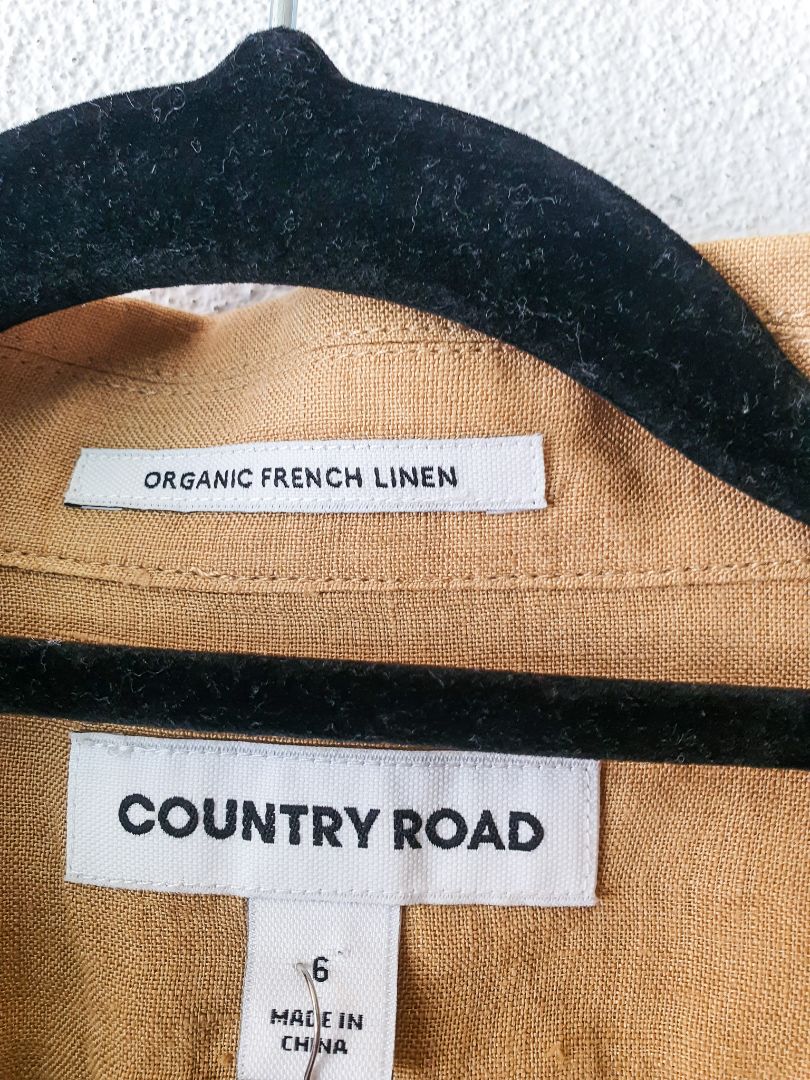 ORGANIC FRENCH LINEN
COUNTRY ROAD
6
MADE IN
CHINA